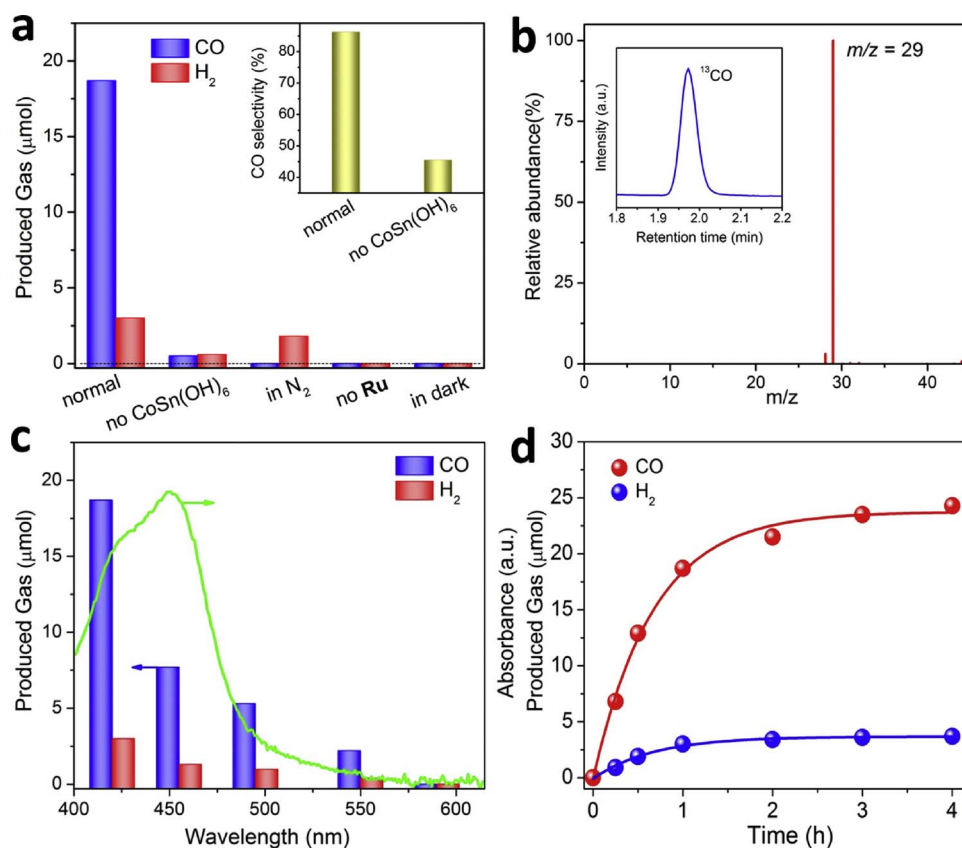 a
CO
H2
Produced Gas (μmol)
20
15
10
5
0
normal
no CoSn(OH)6
in N2
no Ru
in dark
CO selectivity (%)
80
70
60
50
40
normal
no CoSn(OH)6
b
m/z = 29
Relative abundance(%)
100
75
50
25
0
0 10 20 30 40
m/z
13CO
Intensity (a.u.)
1.8 1.9 2.0 2.1 2.2
Retention time (min)
c
CO
H2
Produced Gas (μmol)
20
15
10
5
0
400 450 500 550 600
Wavelength (nm)
Absorbance (a.u.)
d
CO
H2
Produced Gas (μmol)
30
25
20
15
10
5
0
0 1 2 3 4
Time (h)